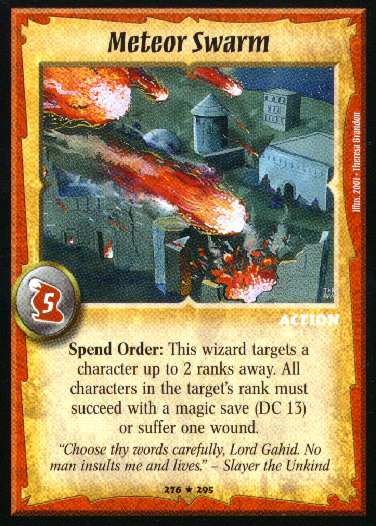 Meteor Swarm
Illus. 2001 • Theresa Brandon
5
ACTION
Spend Order: This wizard targets a
character up to 2 ranks away. All
characters in the target's rank must
succeed with a magic save (DC 13)
or suffer one wound.
“Choose thy words carefully, Lord Gahid. No
man insults me and lives.” – Slayer the Unkind
276 ★ 295